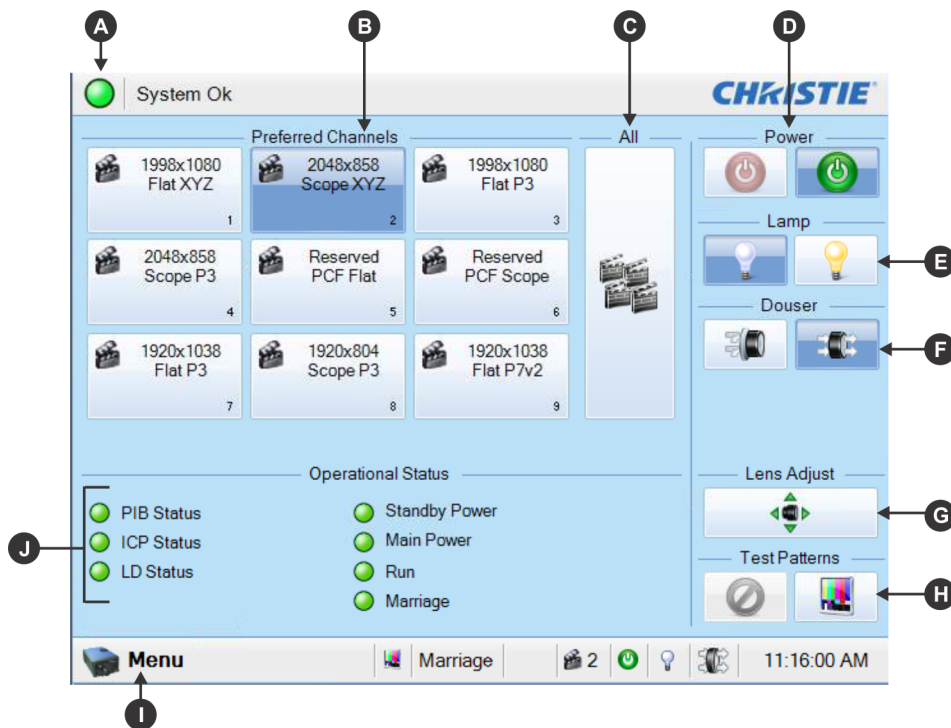 A
B
C
D
System Ok
CHRISTIE
Preferred Channels
All
Power
1998x1080
Flat XYZ
1
2048x858
Scope XYZ
2
1998x1080
Flat P3
3
2048x858
Scope P3
4
Reserved
PCF Flat
5
Reserved
PCF Scope
6
1920x1038
Flat P3
7
1920x804
Scope P3
8
1920x1038
Flat P7v2
9
Lamp
E
Douser
F
Operational Status
Lens Adjust
G
J
PIB Status
ICP Status
LD Status
Standby Power
Main Power
Run
Marriage
Test Patterns
H
Menu
Marriage
2
11:16:00 AM
I